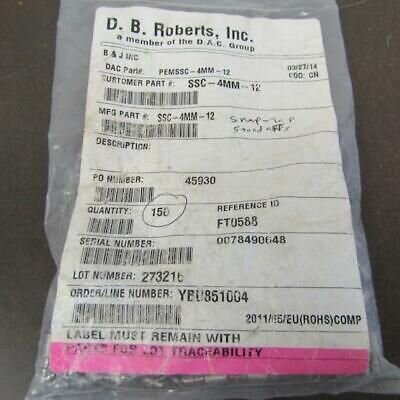 D. B. Roberts, Inc.
a member of the D.A.C. Group
B & J INC
03/27/14
DAC Part#: PEMSSC-4MM-12
COO: CN
CUSTOMER PART #: SSC-4MM-12
MFG PART #: SSC-4MM-12
Snap-Top
Standoffs
DESCRIPTION:
PO NUMBER: 45930
QUANTITY: 150
REFERENCE ID
FT0588
SERIAL NUMBER:
0078490648
LOT NUMBER: 273216
ORDER/LINE NUMBER: YBU851004
2011/65/EU(ROHS)COMP
LABEL MUST REMAIN WITH
PARTS FOR LOT TRACEABILITY